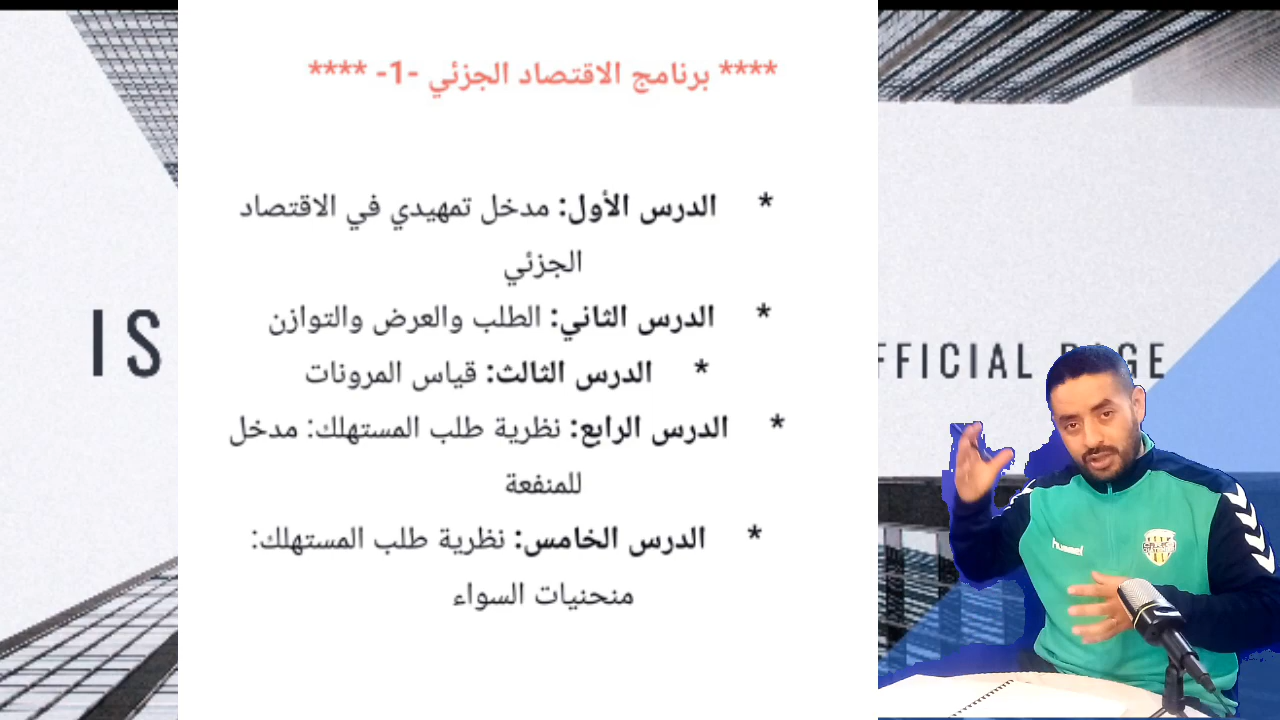 **** برنامج الاقتصاد الجزئي -1- ****
* الدرس الأول: مدخل تمهيدي في الاقتصاد
الجزئي
* الدرس الثاني: الطلب والعرض والتوازن
* الدرس الثالث: قياس المرونات
* الدرس الرابع: نظرية طلب المستهلك: مدخل
للمنفعة
* الدرس الخامس: نظرية طلب المستهلك:
منحنيات السواء
IS
FFICIAL PAGE
hummel